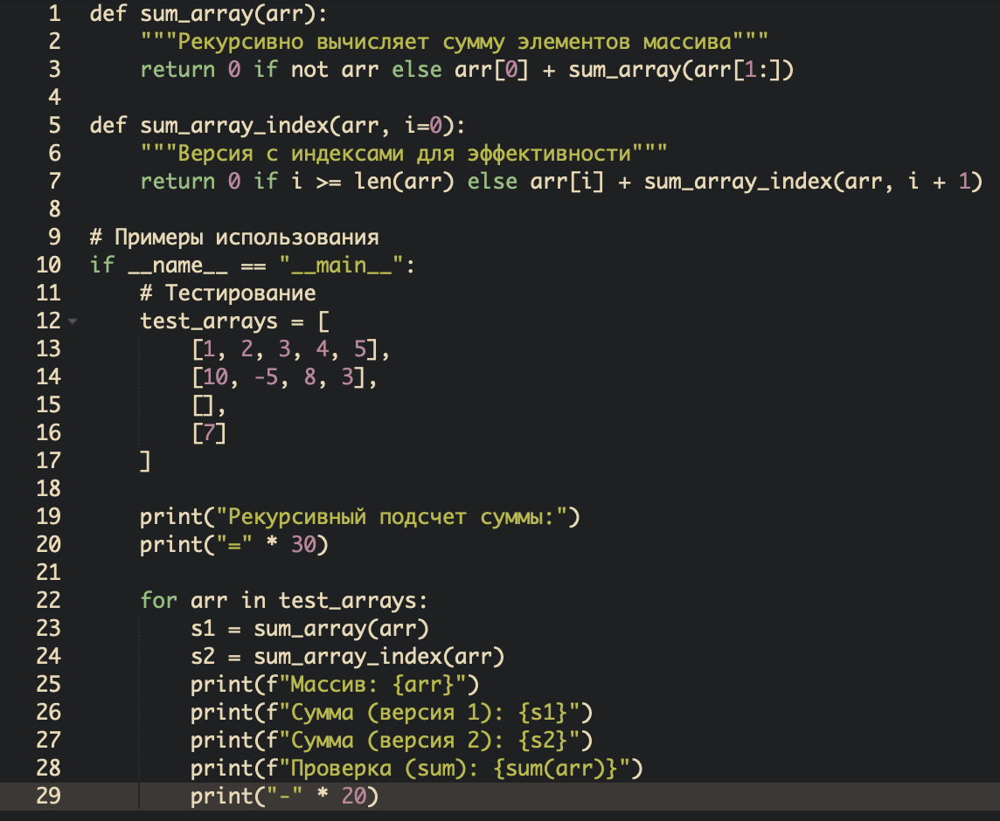 1 def sum_array(arr):
2     """Рекурсивно вычисляет сумму элементов массива"""
3     return 0 if not arr else arr[0] + sum_array(arr[1:])
4
5 def sum_array_index(arr, i=0):
6     """Версия с индексами для эффективности"""
7     return 0 if i >= len(arr) else arr[i] + sum_array_index(arr, i + 1)
8
9 # Примеры использования
10 if __name__ == "__main__":
11     # Тестирование
12     test_arrays = [
13         [1, 2, 3, 4, 5],
14         [10, -5, 8, 3],
15         [],
16         [7]
17     ]
18
19     print("Рекурсивный подсчет суммы:")
20     print("=" * 30)
21
22     for arr in test_arrays:
23         s1 = sum_array(arr)
24         s2 = sum_array_index(arr)
25         print(f"Массив: {arr}")
26         print(f"Сумма (версия 1): {s1}")
27         print(f"Сумма (версия 2): {s2}")
28         print(f"Проверка (sum): {sum(arr)}")
29         print("-" * 20)